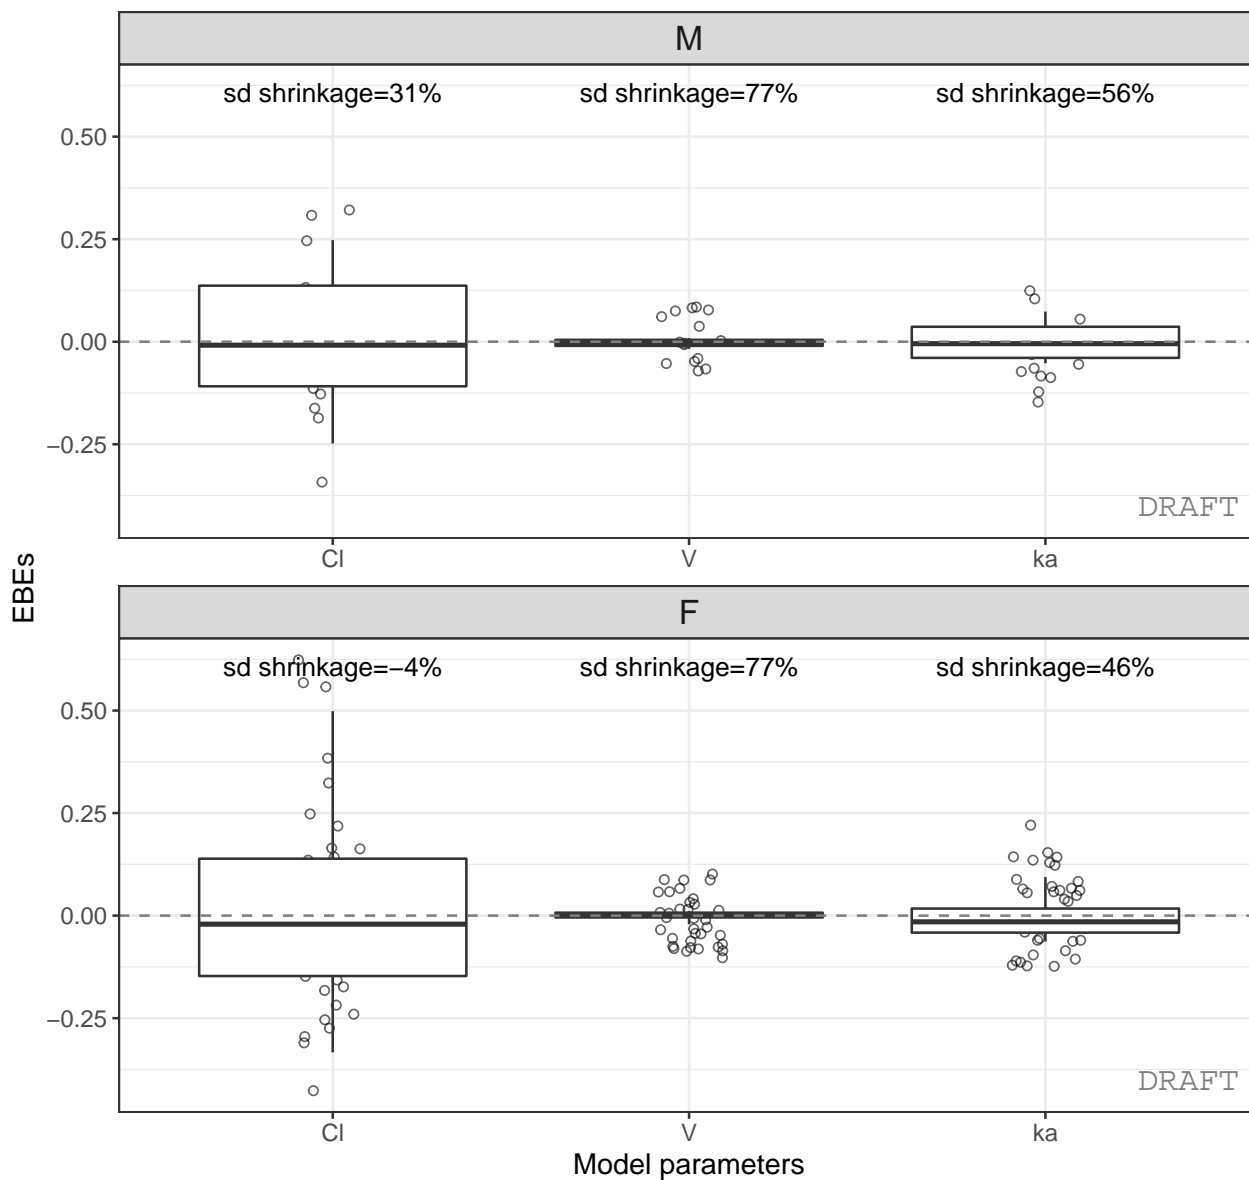 M
sd shrinkage=31% sd shrinkage=77% sd shrinkage=56%
0.50
0.25
0.00
−0.25
DRAFT
Cl V ka
EBEs
F
sd shrinkage=−4% sd shrinkage=77% sd shrinkage=46%
0.50
0.25
0.00
−0.25
DRAFT
Cl V ka
Model parameters